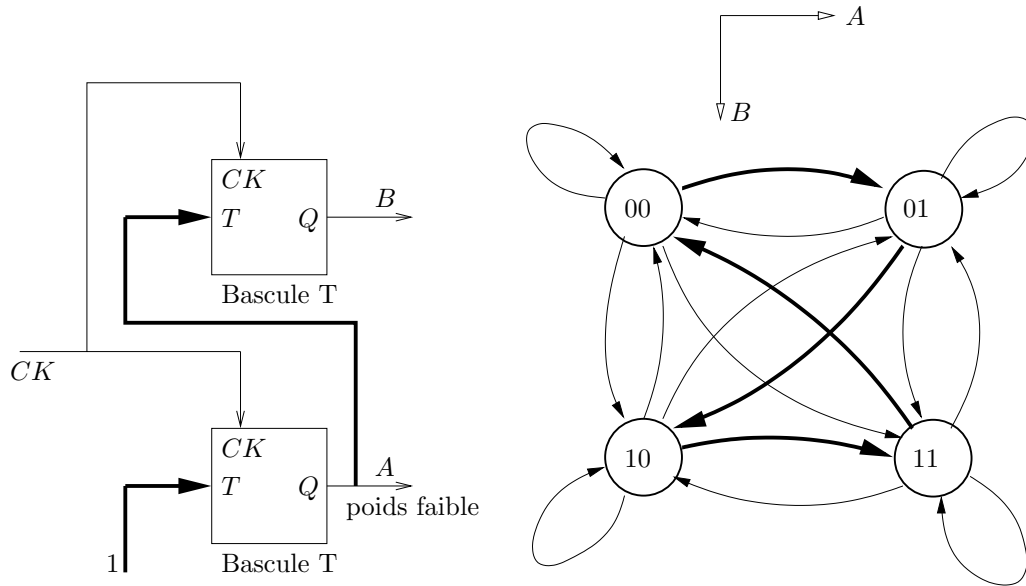 CK
T Q
B
Bascule T
CK
CK
T Q
A
poids faible
1
Bascule T
A
B
00
01
10
11